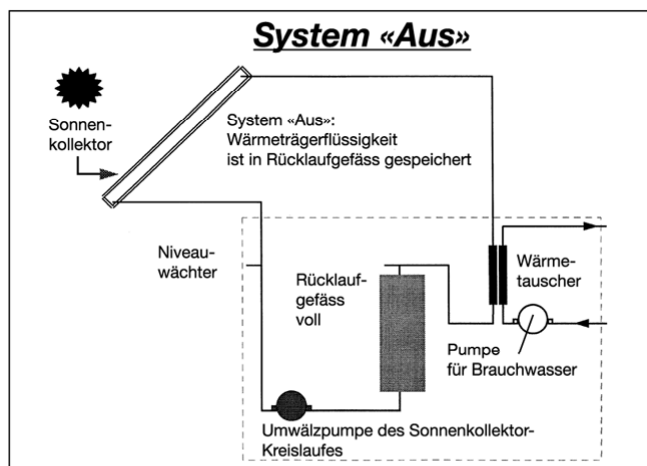 System «Aus»
Sonnen-
kollektor
System «Aus»:
Wärmeträgerflüssigkeit
ist in Rücklaufgefäss gespeichert
Niveau-
wächter
Rücklauf-
gefäss
voll
Wärme-
tauscher
Pumpe
für Brauchwasser
Umwälzpumpe des Sonnenkollektor-
Kreislaufes